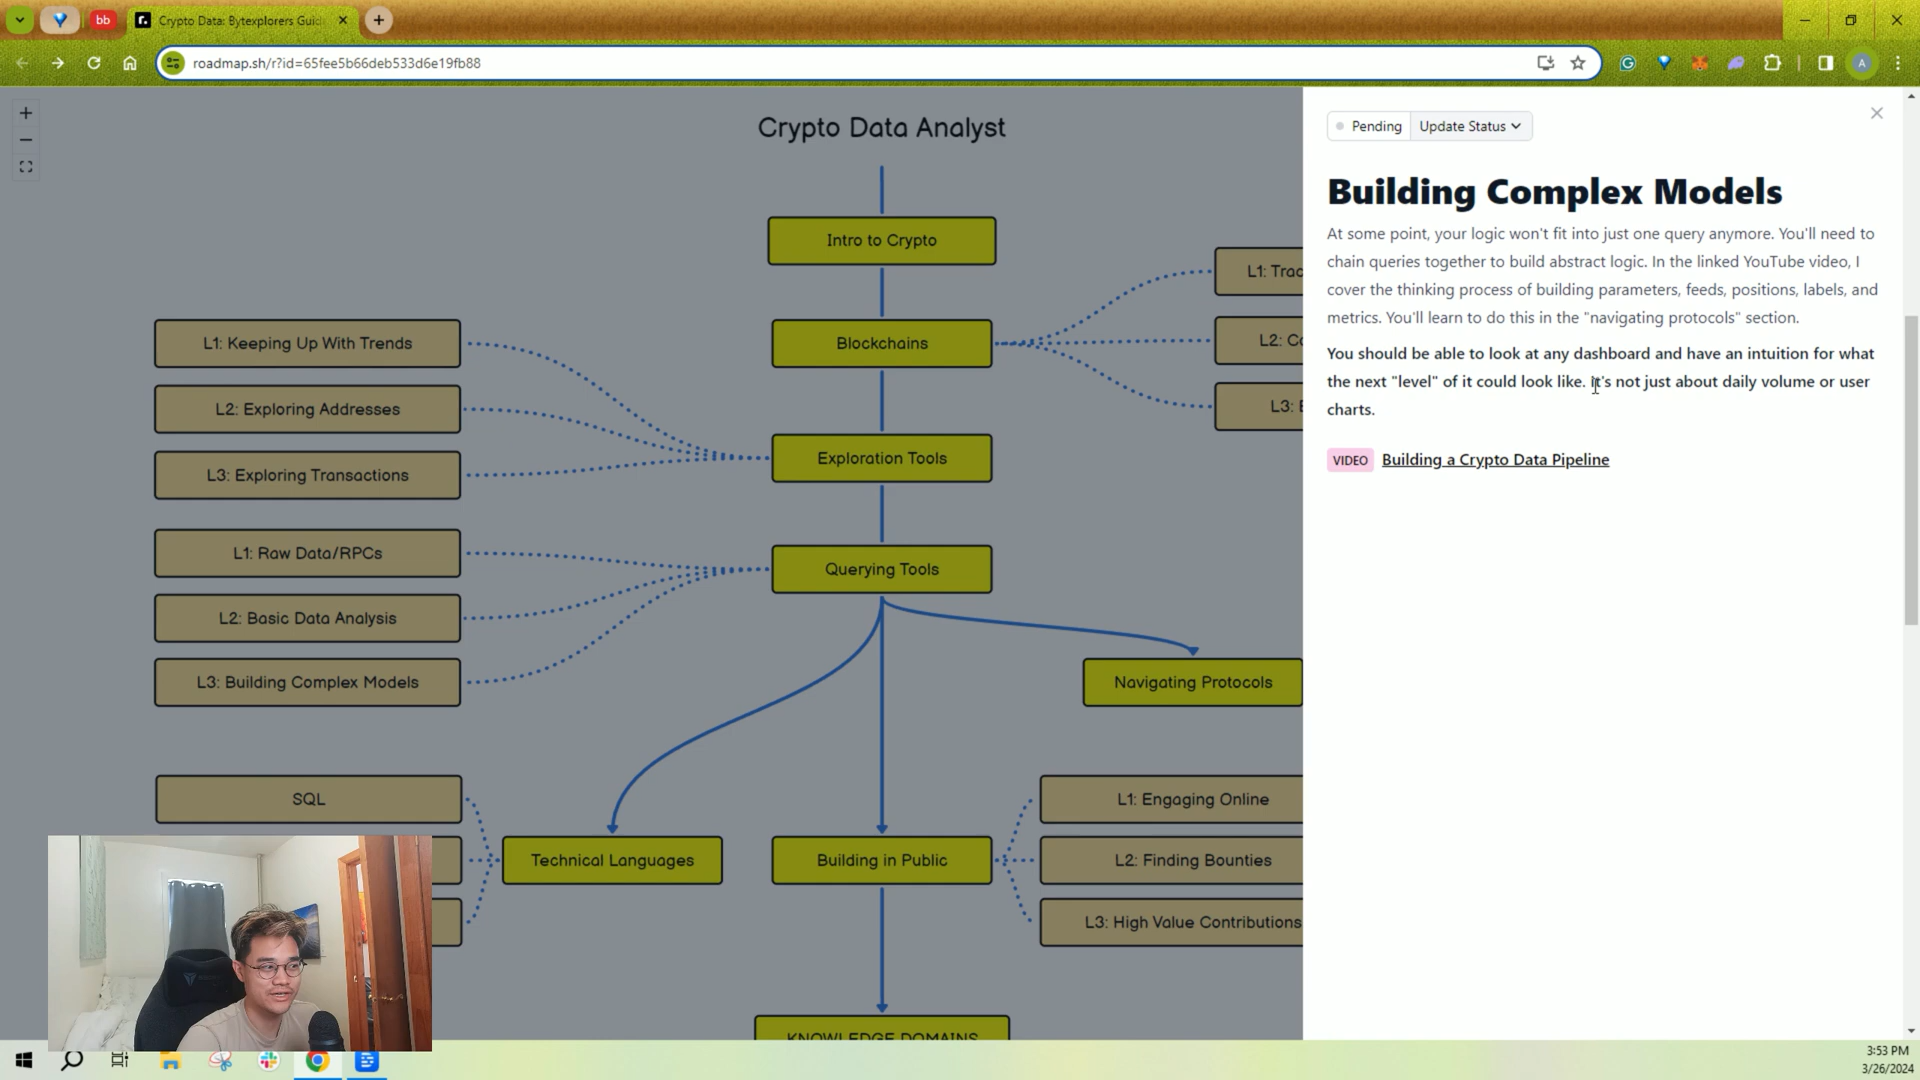 bb
Crypto Data: Bytexplorers Guid
roadmap.sh/r?id=65fee5b66deb533d6e19fb88
A
Crypto Data Analyst
Intro to Crypto
Blockchains
Exploration Tools
Querying Tools
L1: Keeping Up With Trends
L2: Exploring Addresses
L3: Exploring Transactions
L1: Raw Data/RPCs
L2: Basic Data Analysis
L3: Building Complex Models
L1: Trac
L2: Co
L3: E
Navigating Protocols
SQL
Technical Languages
Building in Public
L1: Engaging Online
L2: Finding Bounties
L3: High Value Contributions
KNOWLEDGE DOMAINS
Pending
Update Status
Building Complex Models
At some point, your logic won't fit into just one query anymore. You'll need to
chain queries together to build abstract logic. In the linked YouTube video, I
cover the thinking process of building parameters, feeds, positions, labels, and
metrics. You'll learn to do this in the "navigating protocols" section.
You should be able to look at any dashboard and have an intuition for what
the next "level" of it could look like. It's not just about daily volume or user
charts.
VIDEO Building a Crypto Data Pipeline
3:53 PM
3/26/2024